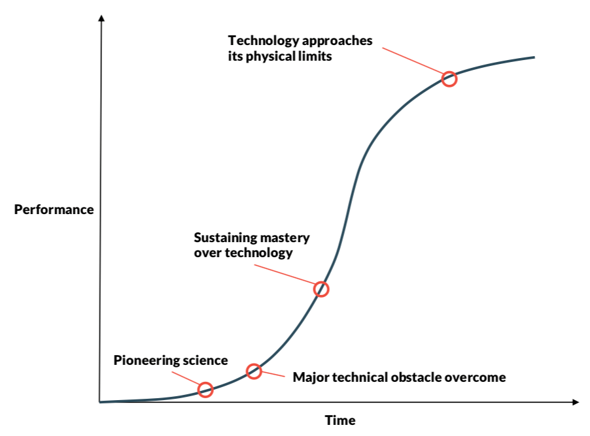 Technology approaches
its physical limits
Performance
Sustaining mastery
over technology
Pioneering science
Major technical obstacle overcome
Time